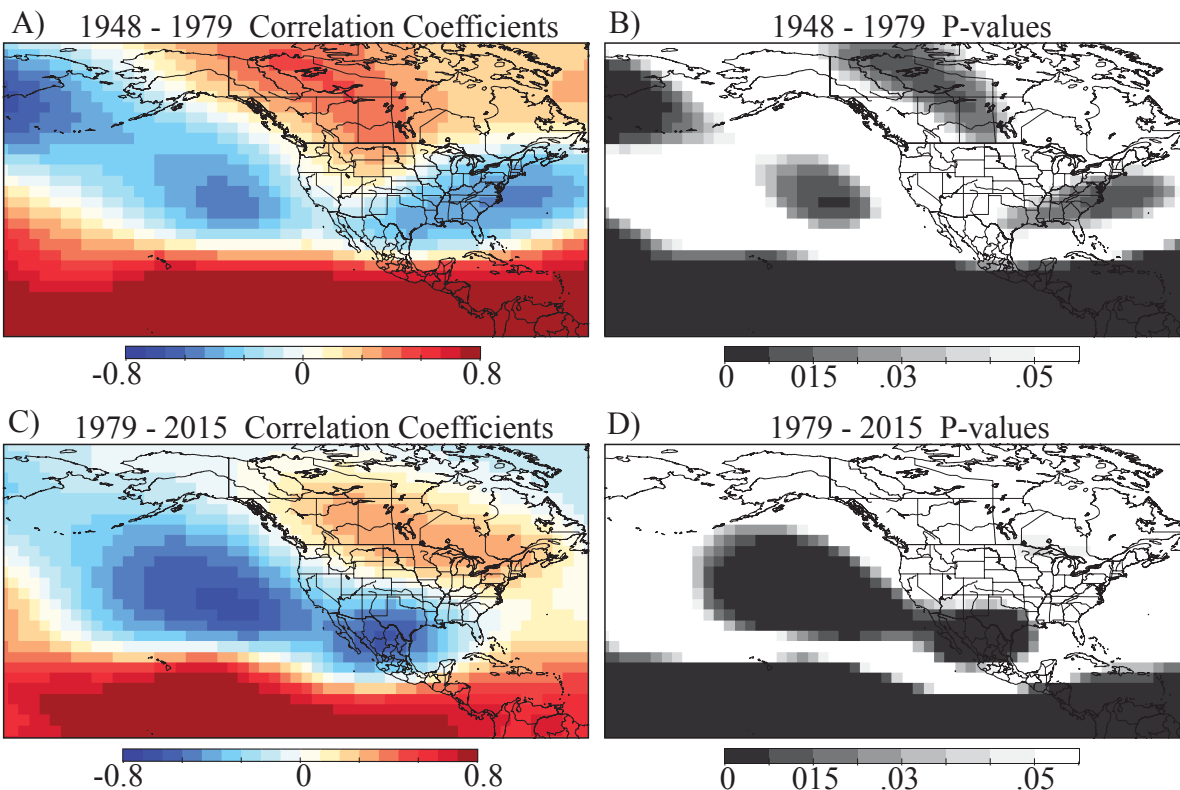 A) 1948 - 1979 Correlation Coefficients
B) 1948 - 1979 P-values
-0.8 0 0.8
0 015 .03 .05
C) 1979 - 2015 Correlation Coefficients
D) 1979 - 2015 P-values
-0.8 0 0.8
0 015 .03 .05